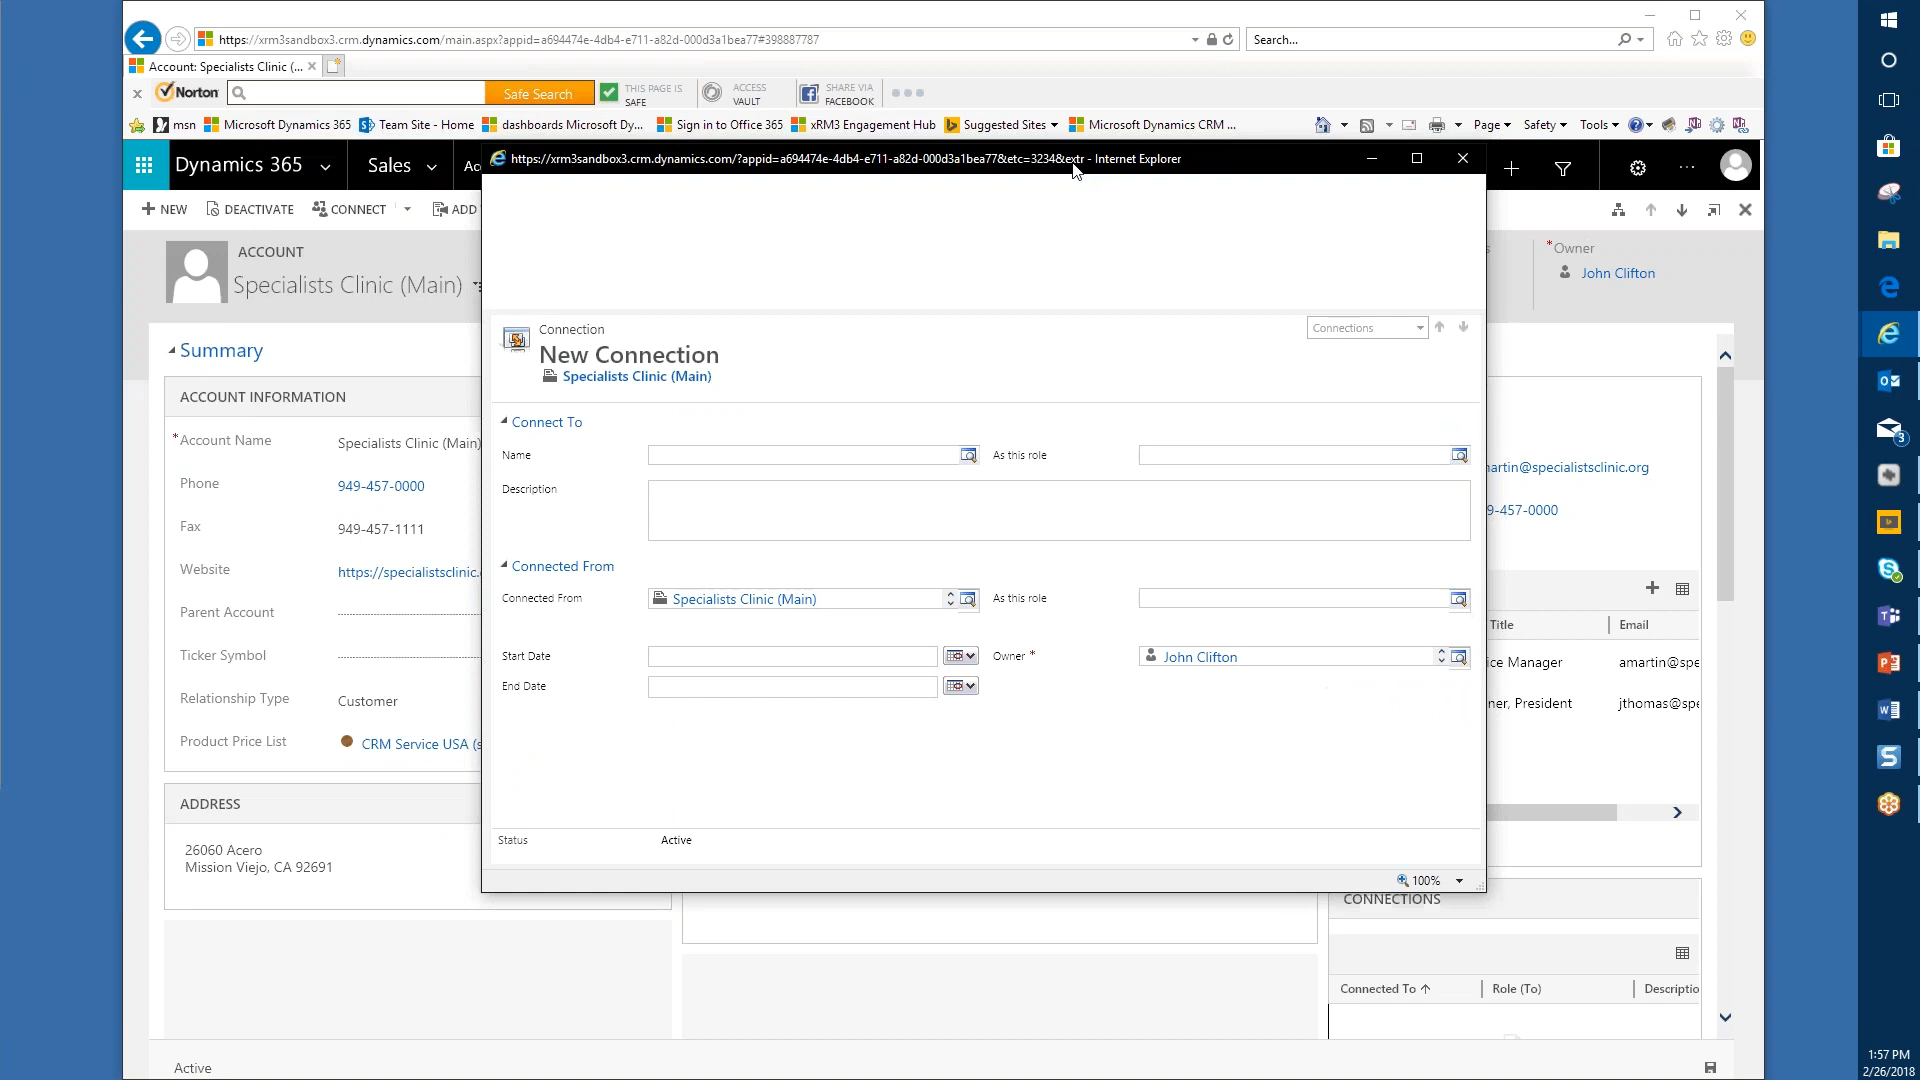 https://xrm3sandbox3.crm.dynamics.com/main.aspx?appid=a694474e-4db4-e711-a82d-000d3a1bea77#398887787
Search...
Account: Specialists Clinic (...
Norton
Safe Search
THIS PAGE IS
SAFE
ACCESS
VAULT
SHARE VIA
FACEBOOK
msn
Microsoft Dynamics 365
Team Site - Home
dashboards Microsoft Dy...
Sign in to Office 365
xRM3 Engagement Hub
Suggested Sites
Microsoft Dynamics CRM ...
Page
Safety
Tools
Dynamics 365
Sales
Ac
https://xrm3sandbox3.crm.dynamics.com/?appid=a694474e-4db4-e711-a82d-000d3a1bea77&etc=3234&extr - Internet Explorer
NEW
DEACTIVATE
CONNECT
ADD
ACCOUNT
Specialists Clinic (Main)
s
*Owner
John Clifton
Connection
New Connection
Specialists Clinic (Main)
Connections
Summary
ACCOUNT INFORMATION
*Account Name
Specialists Clinic (Main)
Phone
949-457-0000
Fax
949-457-1111
Website
https://specialistsclinic.
Parent Account
Ticker Symbol
Relationship Type
Customer
Product Price List
CRM Service USA (s
ADDRESS
26060 Acero
Mission Viejo, CA 92691
Connect To
Name
As this role
Description
Connected From
Connected From
Specialists Clinic (Main)
As this role
Start Date
Owner *
John Clifton
End Date
Status
Active
100%
artin@specialistsclinic.org
9-457-0000
Title
Email
ice Manager
amartin@spe
ner, President
jthomas@spe
CONNECTIONS
Connected To
Role (To)
Descriptio
Active
3
1:57 PM
2/26/2018